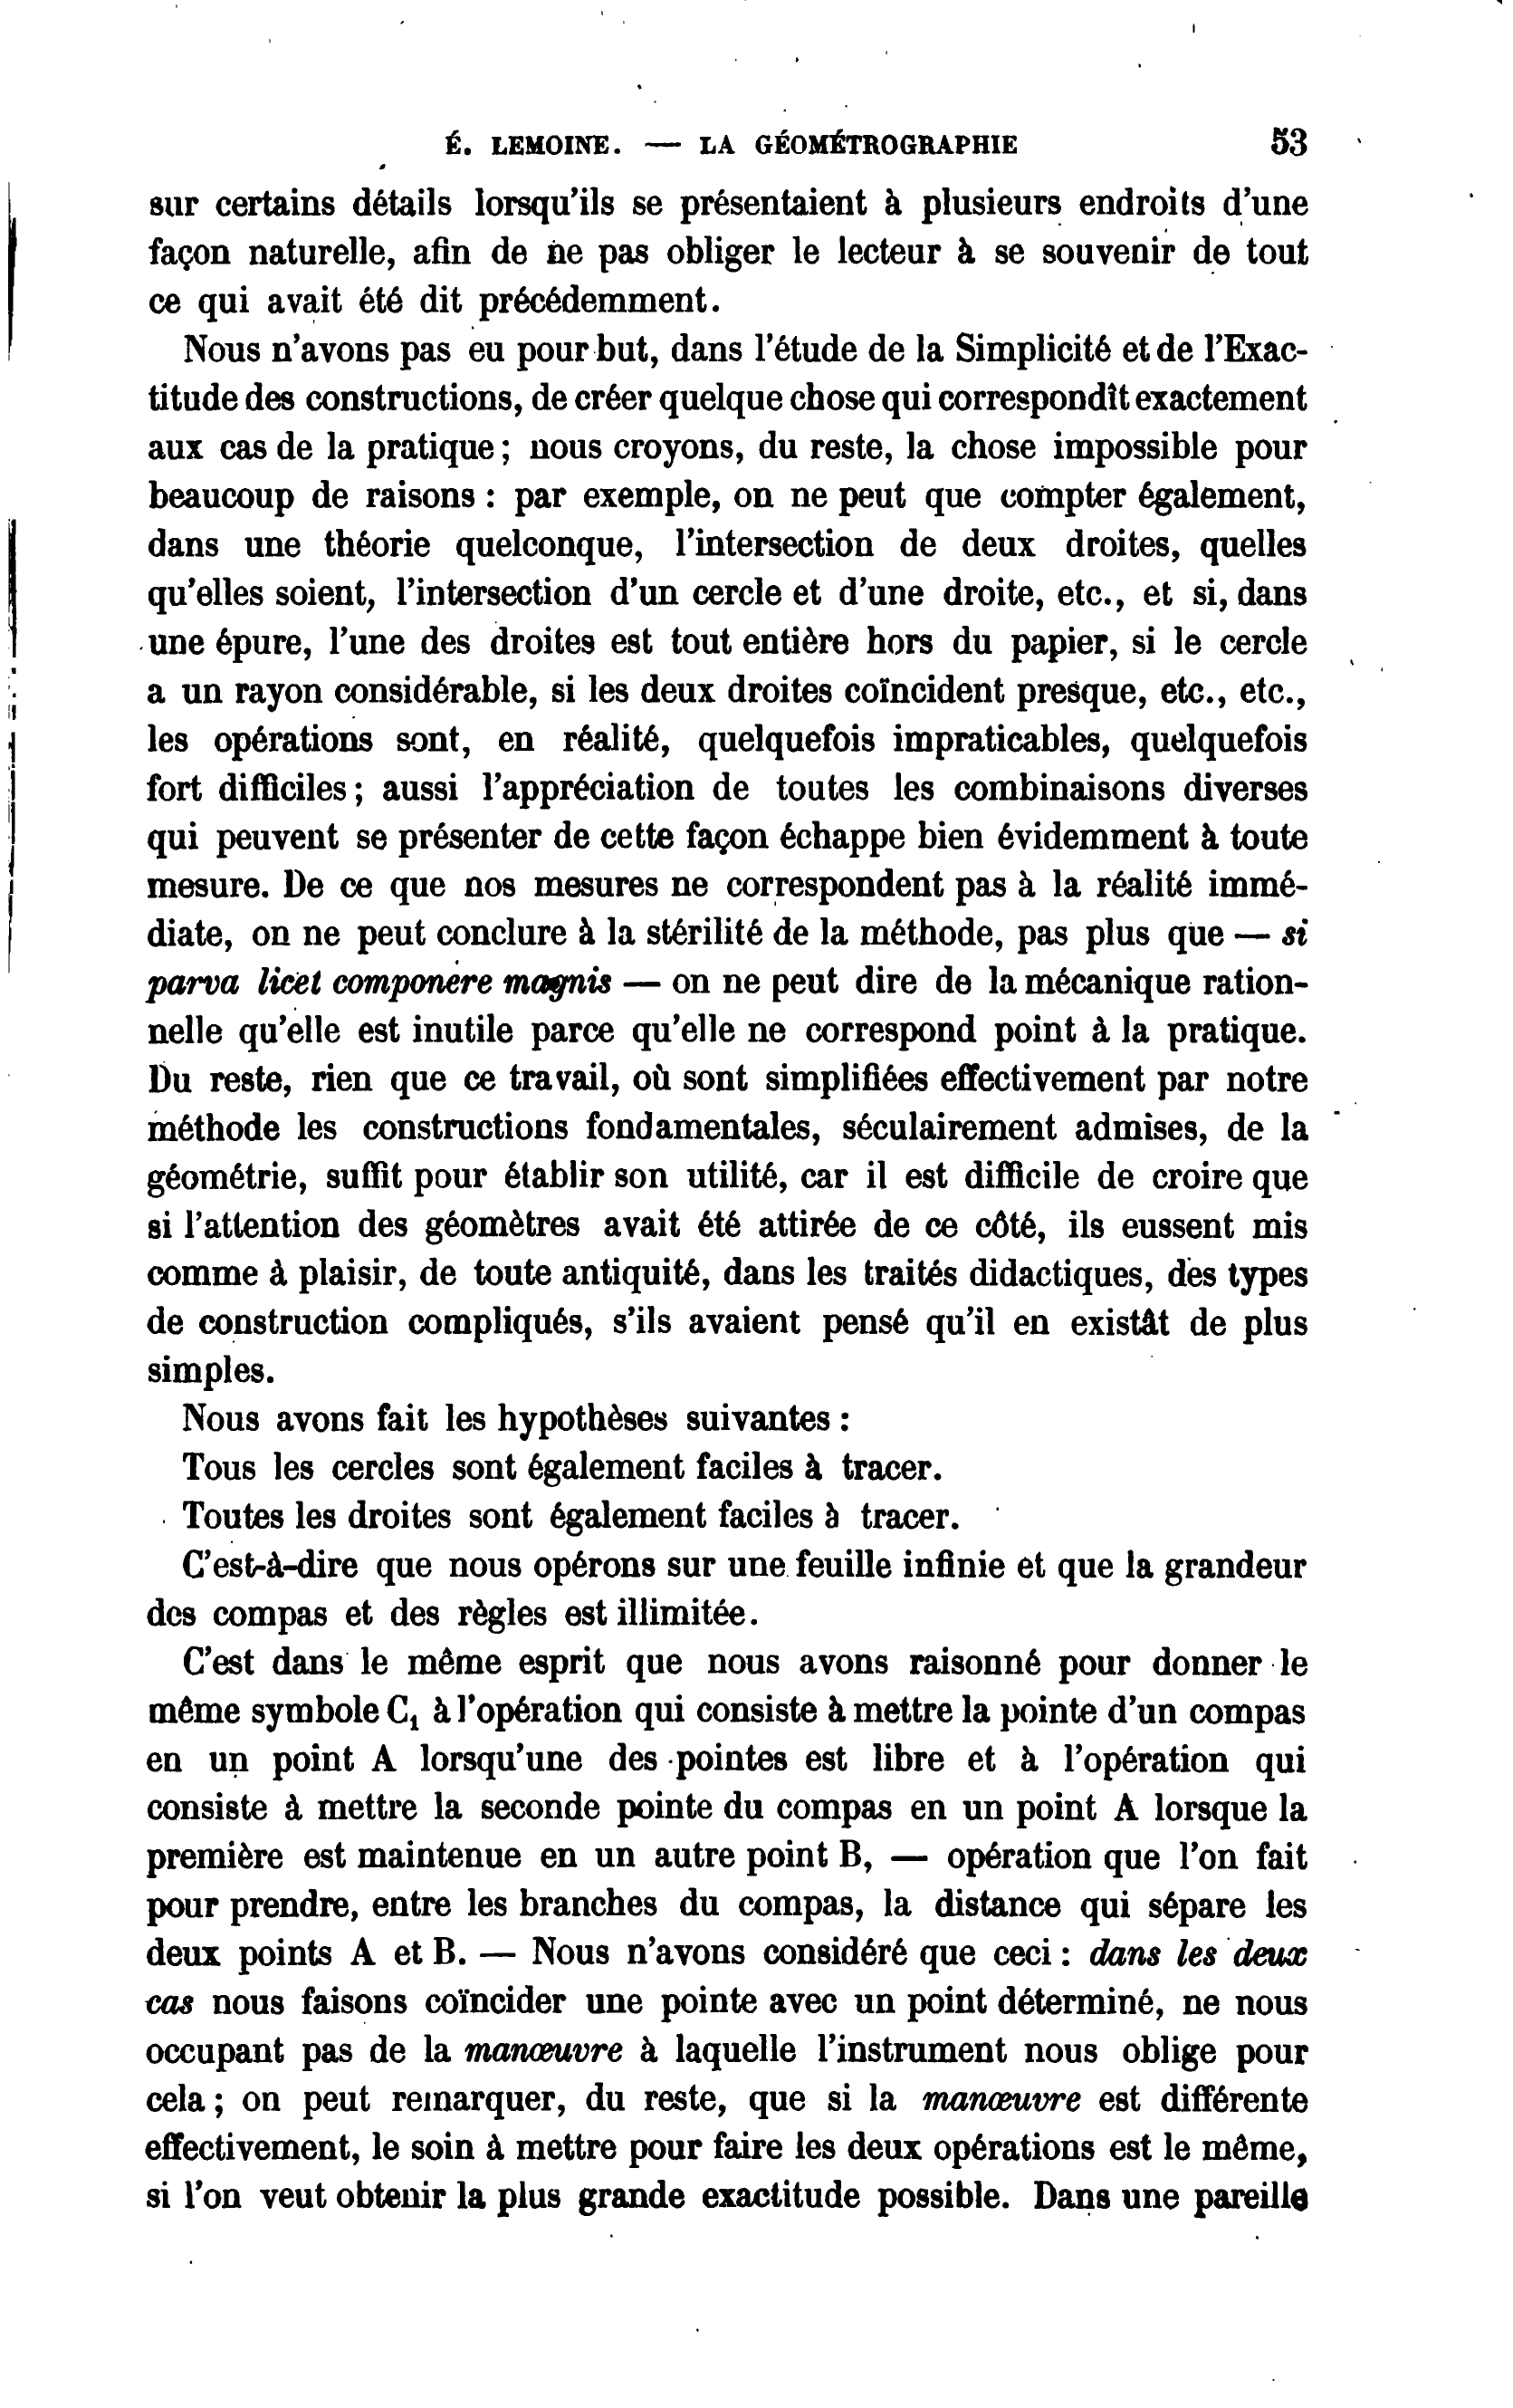 É. LEMOINE. — LA GÉOMÉTROGRAPHIE 53
sur certains détails lorsqu'ils se présentaient à plusieurs endroits d'une
façon naturelle, afin de ne pas obliger le lecteur à se souvenir de tout
ce qui avait été dit précédemment.
Nous n'avons pas eu pour but, dans l'étude de la Simplicité et de l'Exac-
titude des constructions, de créer quelque chose qui correspondît exactement
aux cas de la pratique ; nous croyons, du reste, la chose impossible pour
beaucoup de raisons : par exemple, on ne peut que compter également,
dans une théorie quelconque, l'intersection de deux droites, quelles
qu'elles soient, l'intersection d'un cercle et d'une droite, etc., et si, dans
une épure, l'une des droites est tout entière hors du papier, si le cercle
a un rayon considérable, si les deux droites coïncident presque, etc., etc.,
les opérations sont, en réalité, quelquefois impraticables, quelquefois
fort difficiles ; aussi l'appréciation de toutes les combinaisons diverses
qui peuvent se présenter de cette façon échappe bien évidemment à toute
mesure. De ce que nos mesures ne correspondent pas à la réalité immé-
diate, on ne peut conclure à la stérilité de la méthode, pas plus que — si
parva licet componere magnis — on ne peut dire de la mécanique ration-
nelle qu'elle est inutile parce qu'elle ne correspond point à la pratique.
Du reste, rien que ce travail, où sont simplifiées effectivement par notre
méthode les constructions fondamentales, séculairement admises, de la
géométrie, suffit pour établir son utilité, car il est difficile de croire que
si l'attention des géomètres avait été attirée de ce côté, ils eussent mis
comme à plaisir, de toute antiquité, dans les traités didactiques, des types
de construction compliqués, s'ils avaient pensé qu'il en existât de plus
simples.
Nous avons fait les hypothèses suivantes :
Tous les cercles sont également faciles à tracer.
Toutes les droites sont également faciles à tracer.
C'est-à-dire que nous opérons sur une feuille infinie et que la grandeur
des compas et des règles est illimitée.
C'est dans le même esprit que nous avons raisonné pour donner le
même symbole C₁ à l'opération qui consiste à mettre la pointe d'un compas
en un point A lorsqu'une des pointes est libre et à l'opération qui
consiste à mettre la seconde pointe du compas en un point A lorsque la
première est maintenue en un autre point B, — opération que l'on fait
pour prendre, entre les branches du compas, la distance qui sépare les
deux points A et B. — Nous n'avons considéré que ceci : dans les deux
cas nous faisons coïncider une pointe avec un point déterminé, ne nous
occupant pas de la manœuvre à laquelle l'instrument nous oblige pour
cela ; on peut remarquer, du reste, que si la manœuvre est différente
effectivement, le soin à mettre pour faire les deux opérations est le même,
si l'on veut obtenir la plus grande exactitude possible. Dans une pareille